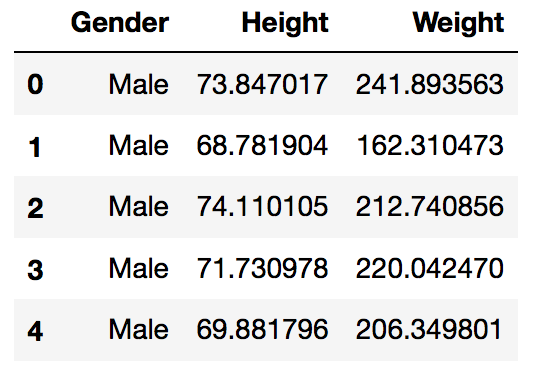 Gender Height Weight
0 Male 73.847017 241.893563
1 Male 68.781904 162.310473
2 Male 74.110105 212.740856
3 Male 71.730978 220.042470
4 Male 69.881796 206.349801